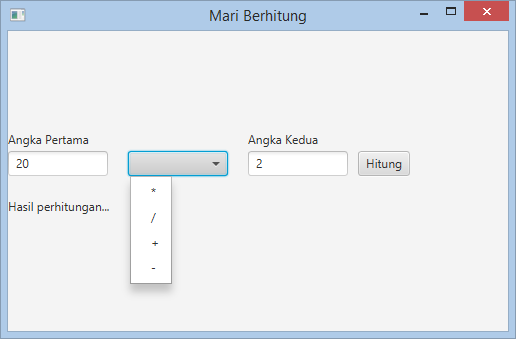 Mari Berhitung
Angka Pertama Angka Kedua
20 2 Hitung
*
/
+
-
Hasil perhitungan...